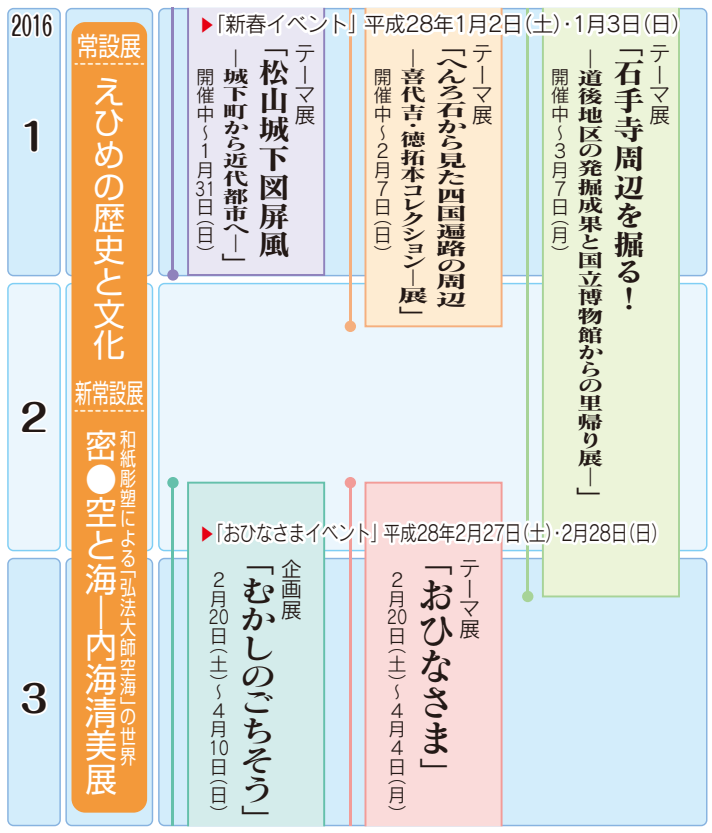 2016
1
2
3
常設展
えひめの歴史と文化
新常設展
和紙彫塑による「弘法大師空海」の世界
密●空と海―内海清美展
▶「新春イベント」 平成28年1月2日(土)・1月3日(日)
テーマ展
「石手寺周辺を掘る！
―道後地区の発掘成果と国立博物館からの里帰り展―」
開催中～3月7日(月)
テーマ展
「へんろ石から見た四国遍路の周辺
―喜代吉・徳拓本コレクション―展」
開催中～2月7日(日)
テーマ展
「松山城下図屏風
―城下町から近代都市へ―」
開催中～1月31日(日)
▶「おひなさまイベント」 平成28年2月27日(土)・2月28日(日)
テーマ展
「おひなさま」
2月20日(土)～4月4日(月)
企画展
「むかしのごちそう」
2月20日(土)～4月10日(日)